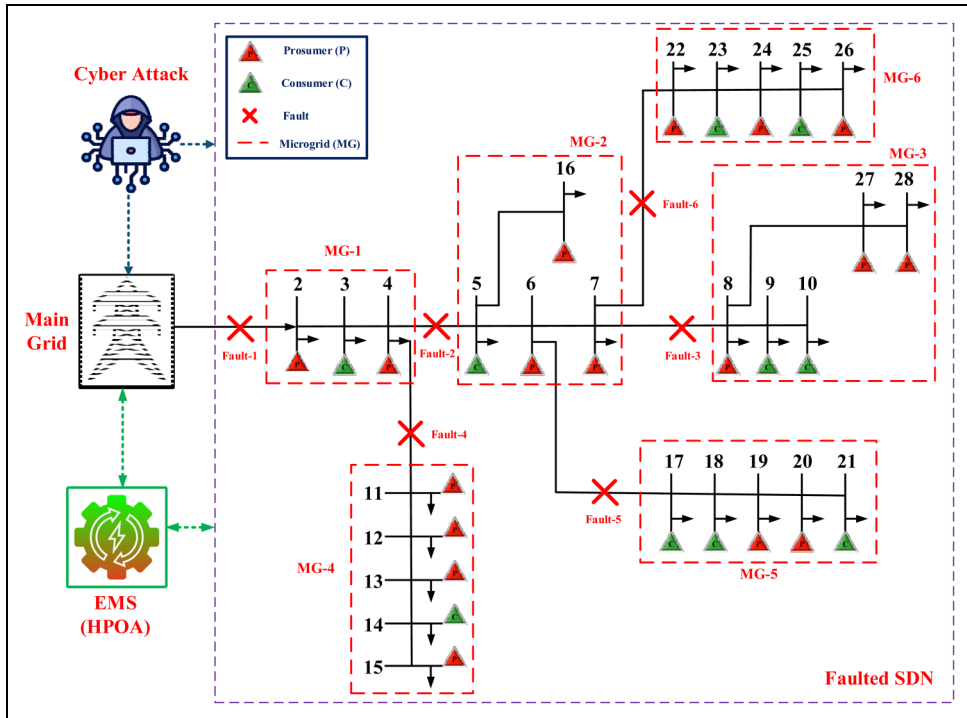 Cyber Attack
Prosumer (P)
Consumer (C)
Fault
Microgrid (MG)
P
C
22 23 24 25 26
P C P C P
MG-6
MG-2
16
P
Fault-6
MG-3
27 28
P P
Main
Grid
Fault-1
MG-1
2 3 4
P C P
Fault-2
5 6 7
C P P
Fault-3
8 9 10
P C C
Fault-4
11 P
12 P
13 P
14 C
15 P
MG-4
Fault-5
17 18 19 20 21
C C P P C
MG-5
EMS
(HPOA)
Faulted SDN